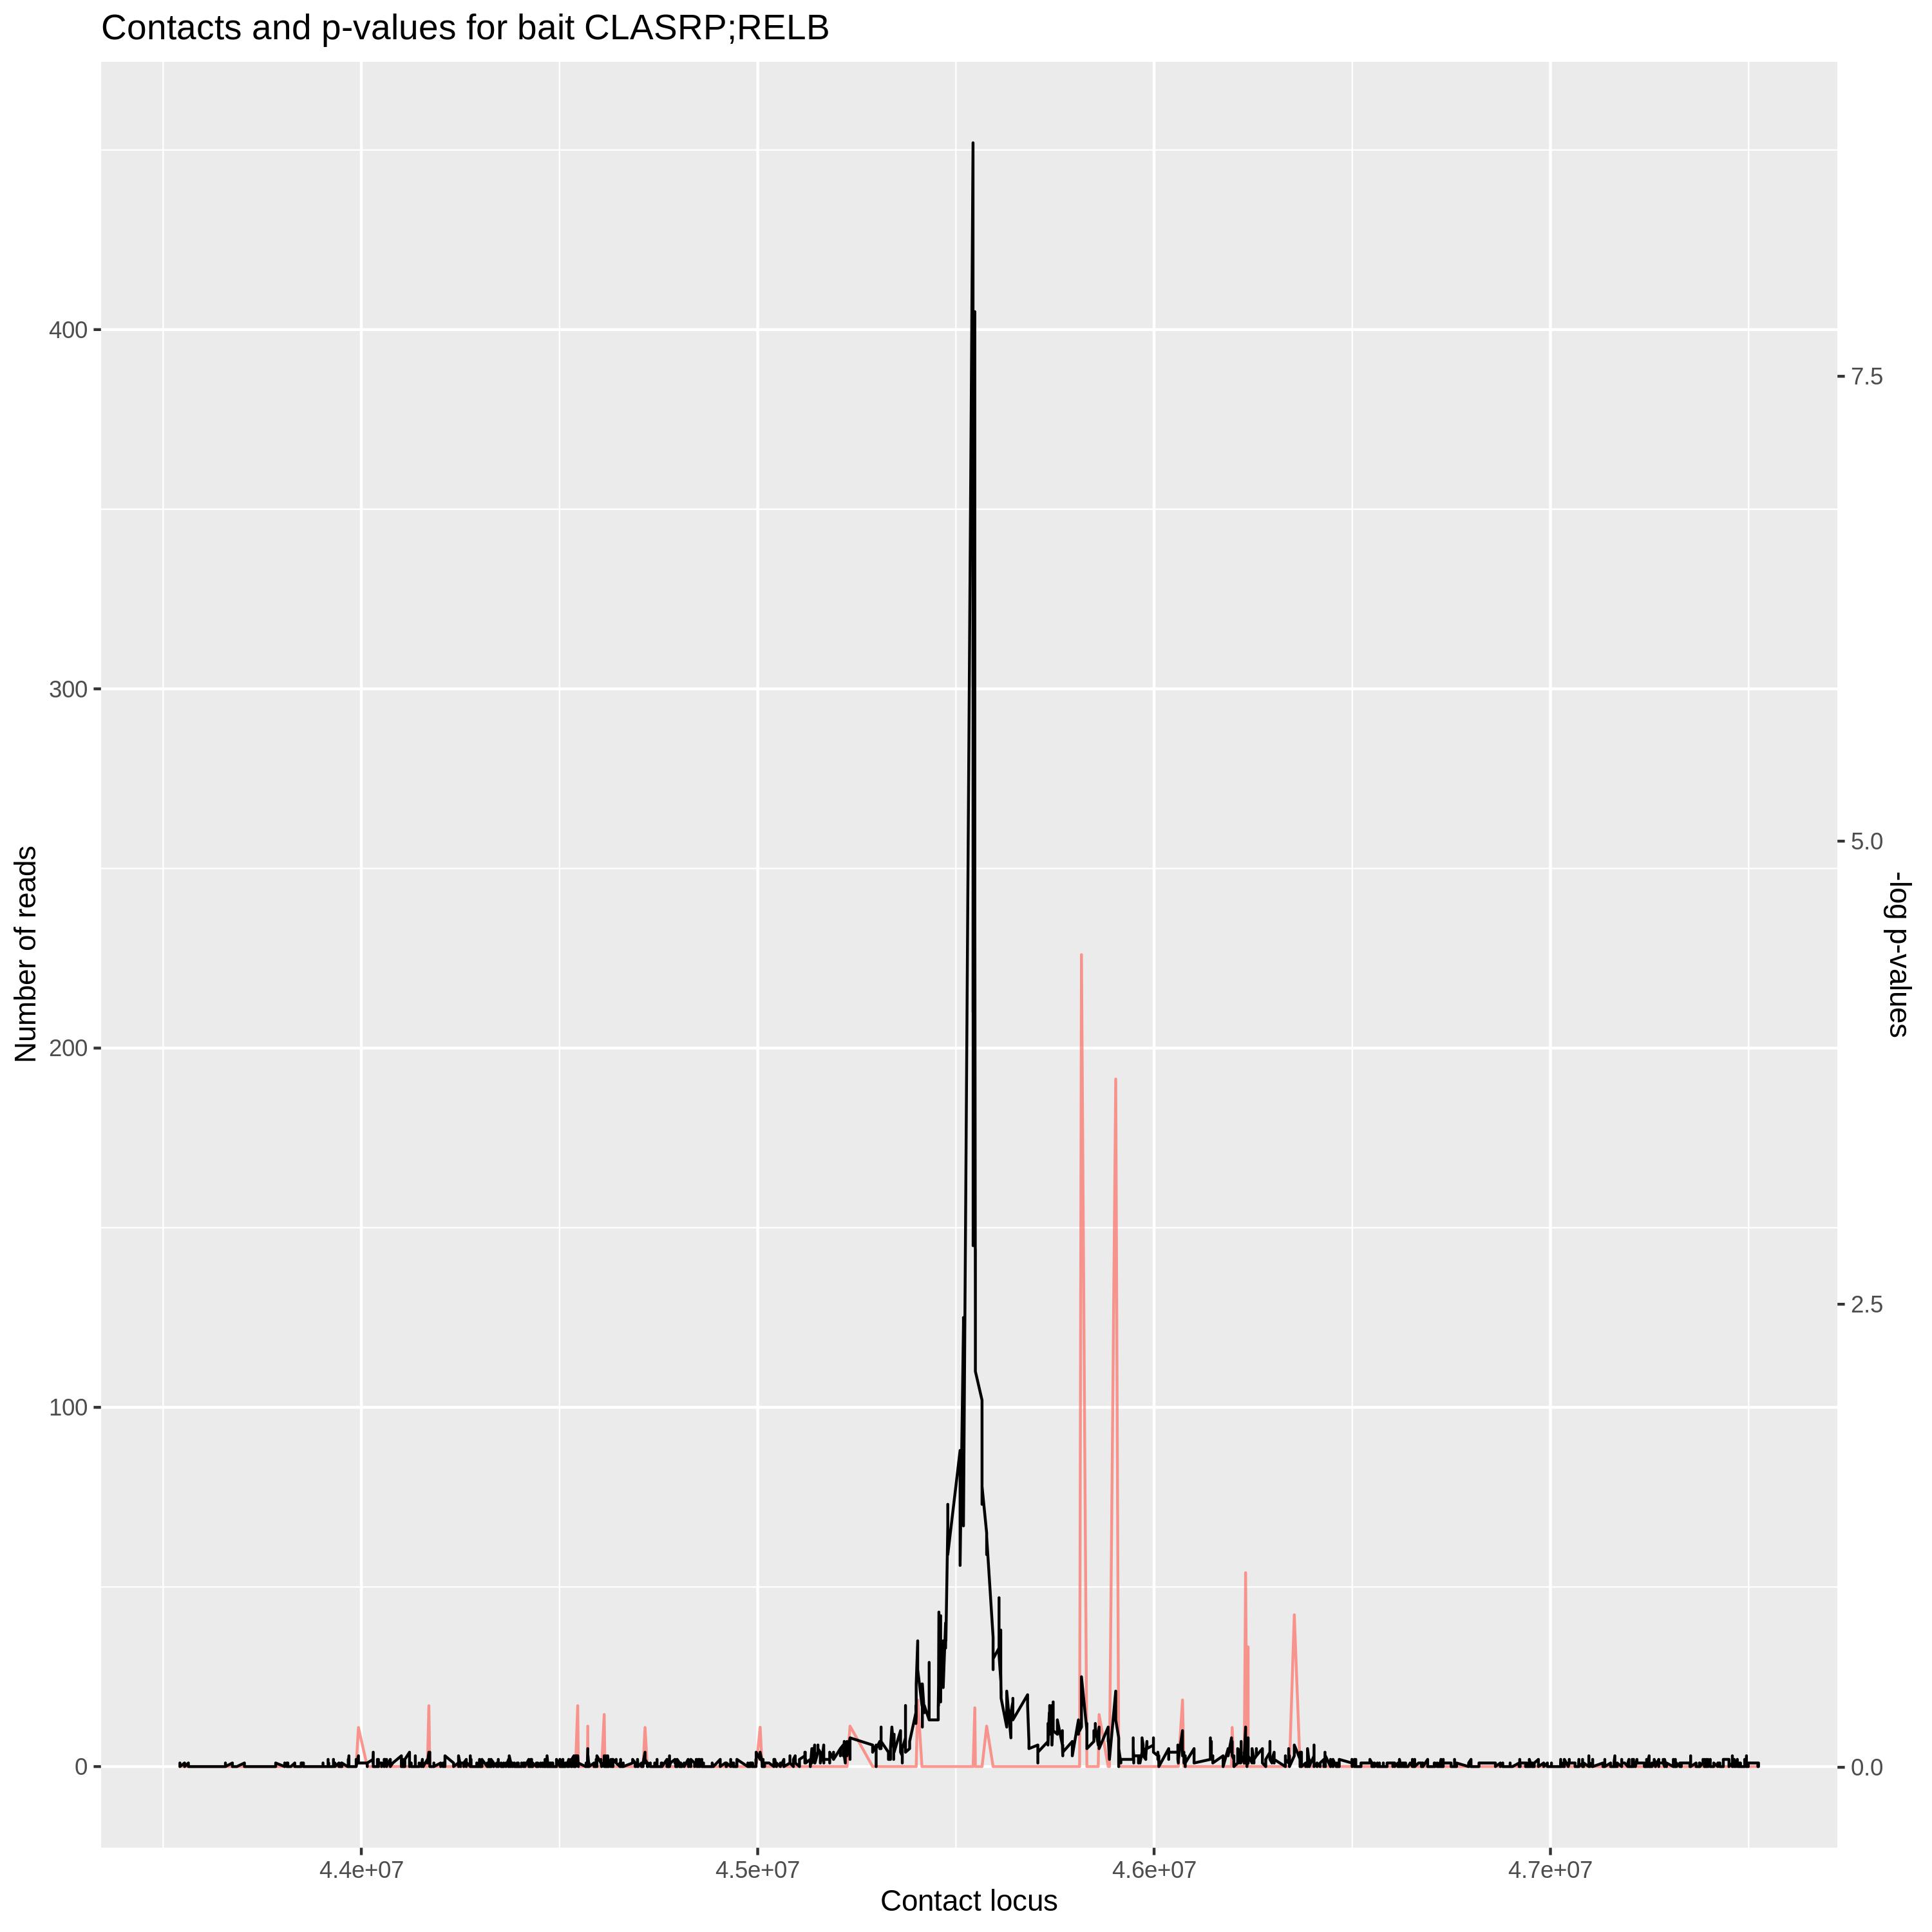 Contacts and p-values for bait CLASRP;RELB
Number of reads
400
300
200
100
0
7.5
5.0
2.5
0.0
-log p-values
4.4e+07
4.5e+07
4.6e+07
4.7e+07
Contact locus